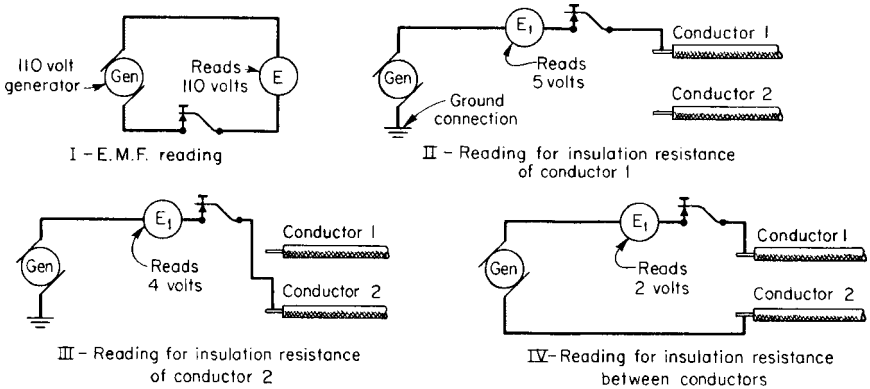 110 volt
generator
Gen
Reads
110 volts
E
I - E.M.F. reading
Gen
Ground
connection
E1
Reads
5 volts
Conductor 1
Conductor 2
II - Reading for insulation resistance
of conductor 1
Gen
E1
Reads
4 volts
Conductor 1
Conductor 2
III - Reading for insulation resistance
of conductor 2
Gen
E1
Reads
2 volts
Conductor 1
Conductor 2
IV- Reading for insulation resistance
between conductors